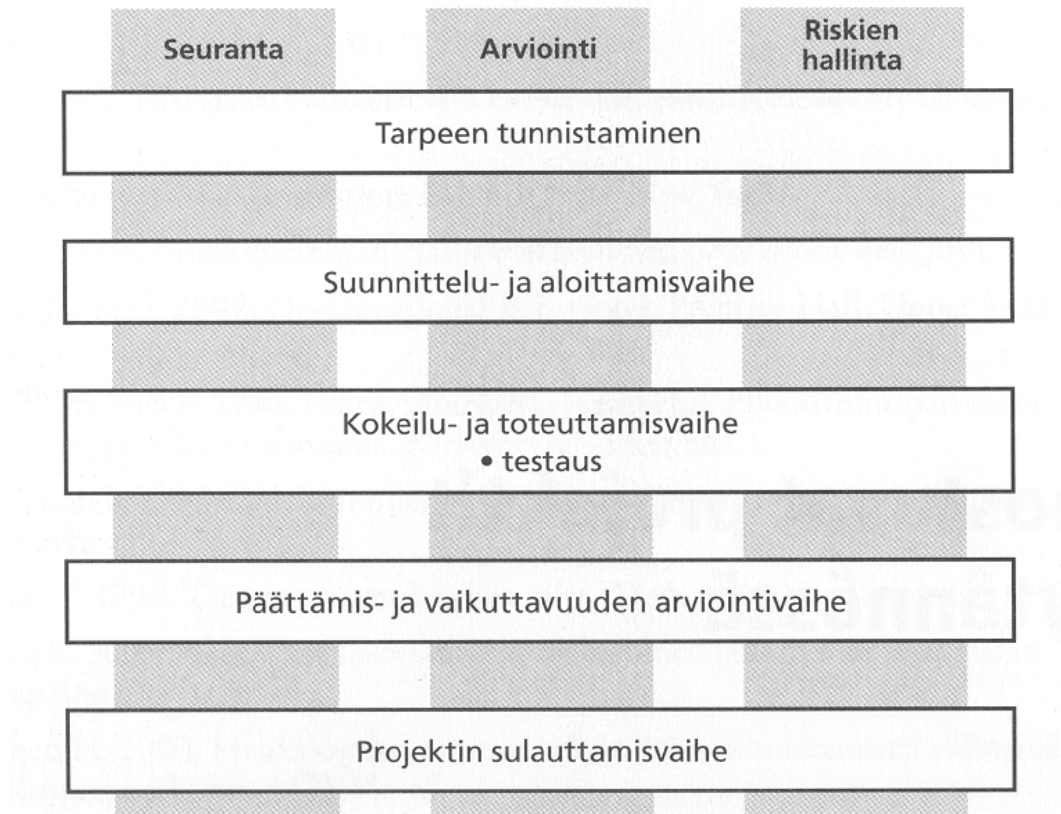 Seuranta
Arviointi
Riskien
hallinta
Tarpeen tunnistaminen
Suunnittelu- ja aloittamisvaihe
Kokeilu- ja toteuttamisvaihe
• testaus
Päättämis- ja vaikuttavuuden arviointivaihe
Projektin sulauttamisvaihe